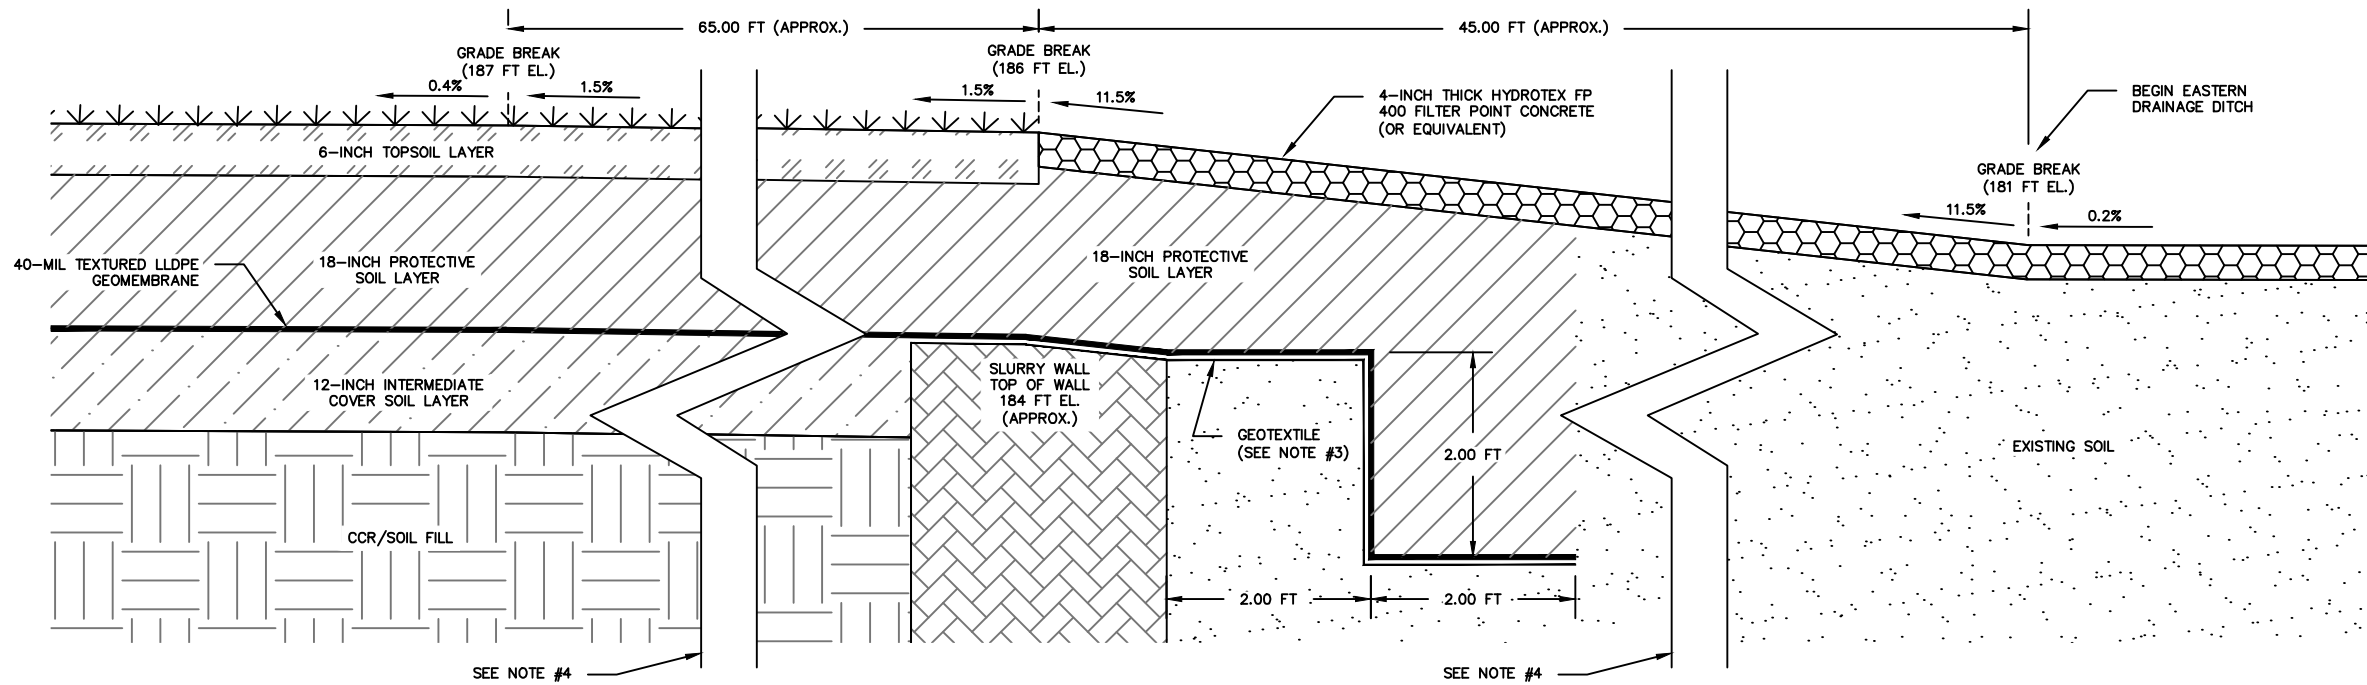 65.00 FT (APPROX.)
45.00 FT (APPROX.)
GRADE BREAK
(187 FT EL.)
0.4%
1.5%
GRADE BREAK
(186 FT EL.)
1.5%
11.5%
4-INCH THICK HYDROTEX FP
400 FILTER POINT CONCRETE
(OR EQUIVALENT)
BEGIN EASTERN
DRAINAGE DITCH
GRADE BREAK
(181 FT EL.)
11.5%
0.2%
6-INCH TOPSOIL LAYER
40-MIL TEXTURED LLDPE
GEOMEMBRANE
18-INCH PROTECTIVE
SOIL LAYER
18-INCH PROTECTIVE
SOIL LAYER
12-INCH INTERMEDIATE
COVER SOIL LAYER
SLURRY WALL
TOP OF WALL
184 FT EL.
(APPROX.)
GEOTEXTILE
(SEE NOTE #3)
2.00 FT
EXISTING SOIL
CCR/SOIL FILL
2.00 FT
2.00 FT
SEE NOTE #4
SEE NOTE #4